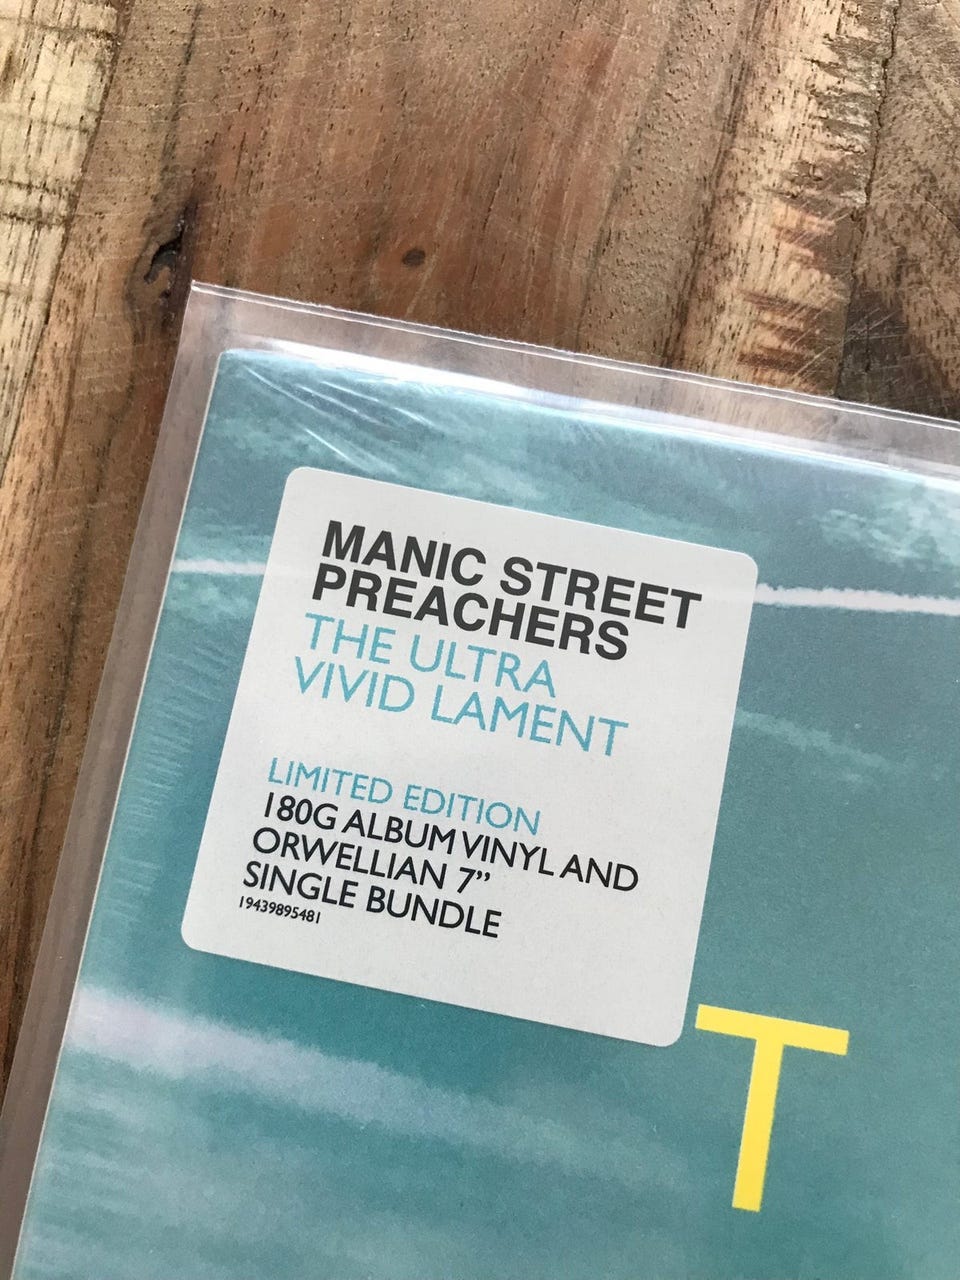 MANIC STREET
PREACHERS
THE ULTRA
VIVID LAMENT
LIMITED EDITION
180G ALBUM VINYL AND
ORWELLIAN 7”
SINGLE BUNDLE
19439895481
T